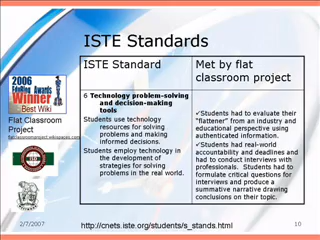 ISTE Standards
ISTE Standard
Met by flat
classroom project
2006
EduBlog Awards
Winner
Best Wiki
Flat Classroom
Project
flatclassroomproject.wikispaces.com
6 Technology problem-solving
and decision-making
tools
Students use technology
resources for solving
problems and making
informed decisions.
Students employ technology in
the development of
strategies for solving
problems in the real world.
✓Students had to evaluate their
"flattener" from an industry and
educational perspective using
authenticated information.
✓Students had real-world
accountability and deadlines and
had to conduct interviews with
professionals. Students had to
formulate critical questions for
interviews and produce a
summative narrative drawing
conclusions on their topic.
2/7/2007
http://cnets.iste.org/students/s_stands.html
10